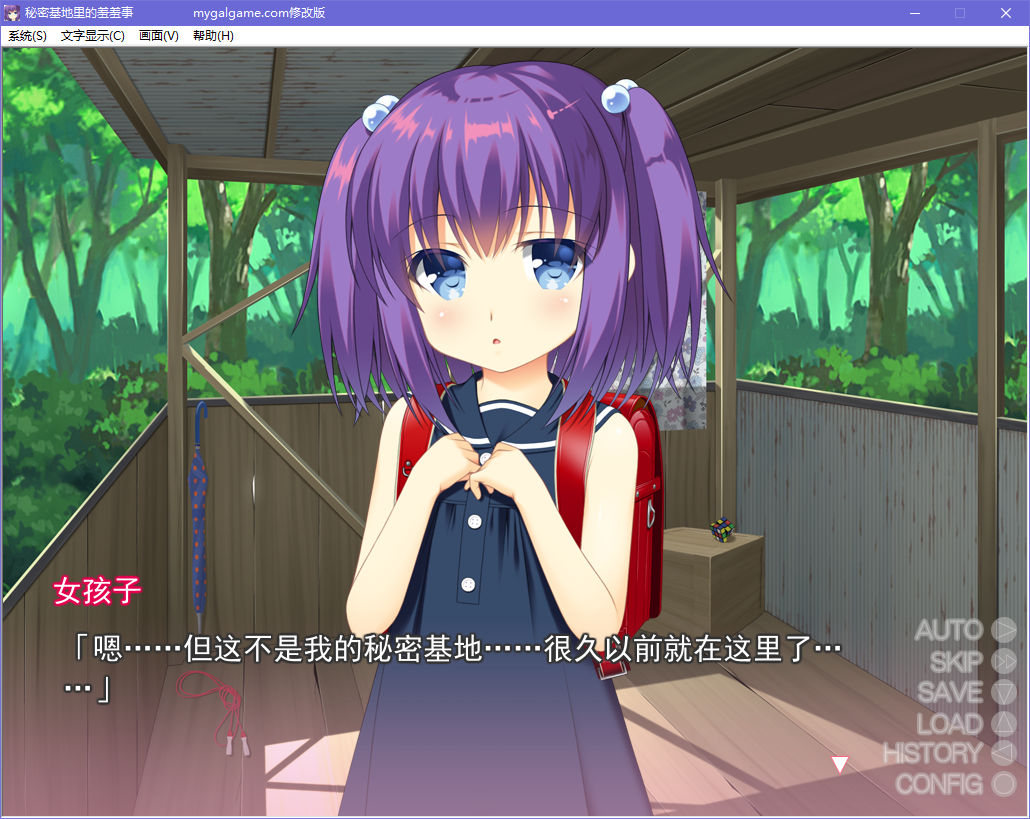 秘密基地里的羞羞事 mygalgame.com修改版
系统(S) 文字显示(C) 画面(V) 帮助(H)
女孩子
「嗯……但这不是我的秘密基地……很久以前就在这里了…
…」
AUTO
SKIP
SAVE
LOAD
HISTORY
CONFIG